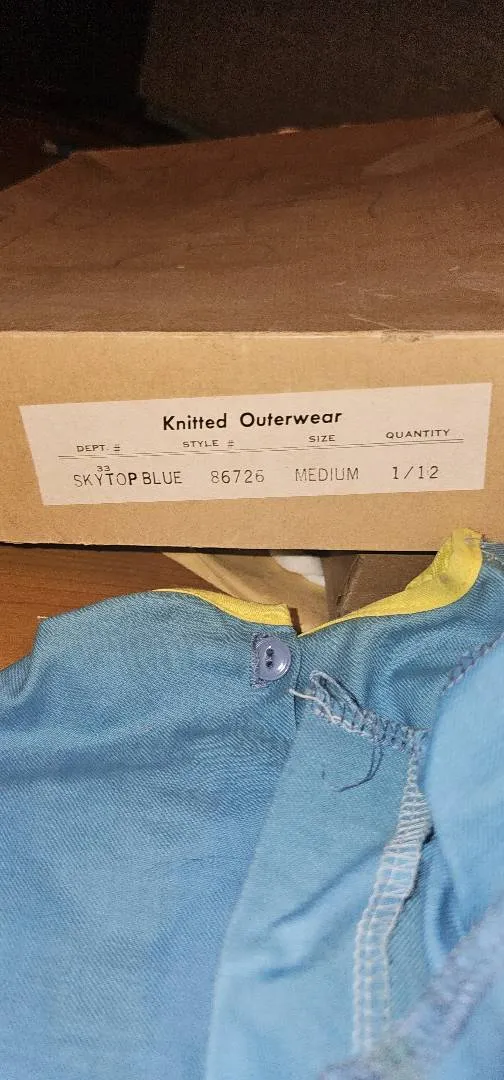 Knitted Outerwear
DEPT. # STYLE # SIZE QUANTITY
33
SKYTOP BLUE 86726 MEDIUM 1/12